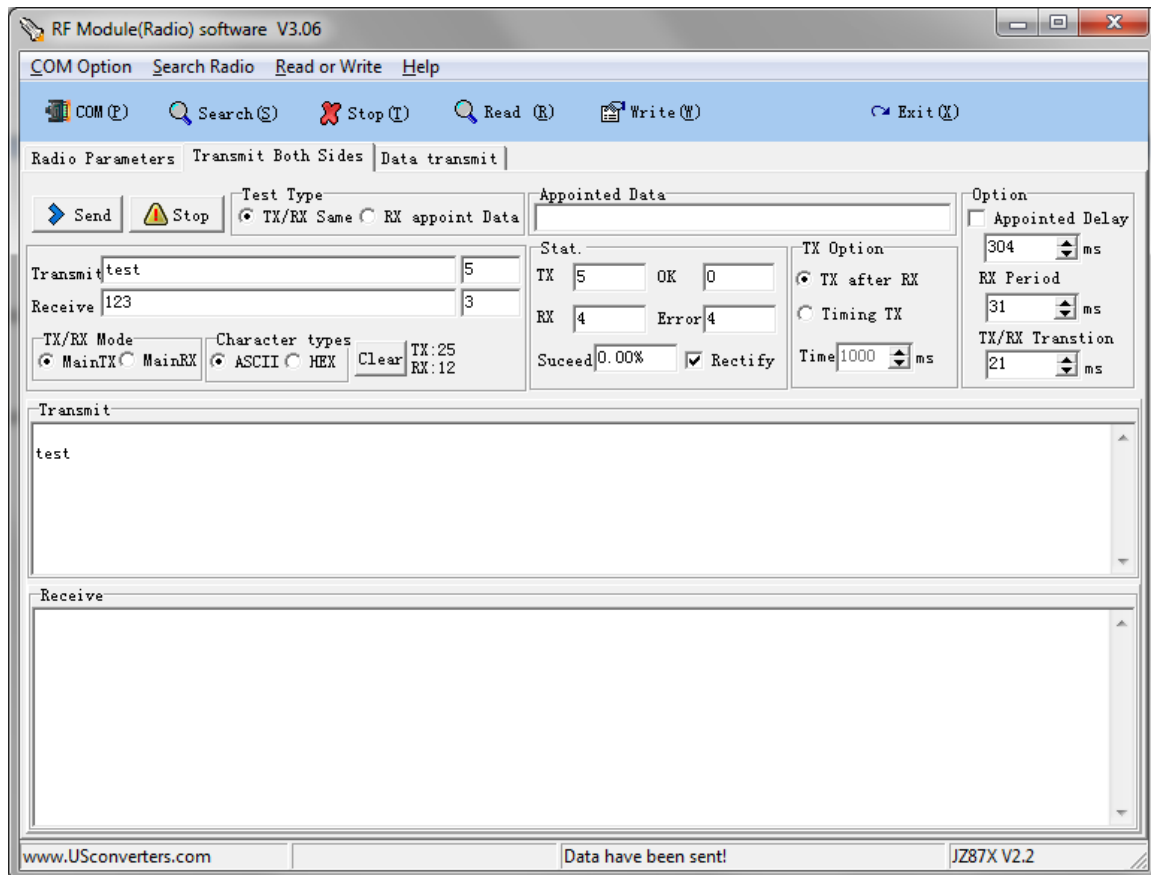 RF Module(Radio) software V3.06
COM Option Search Radio Read or Write Help
COM(P) Search(S) Stop(T) Read (R) Write(W) Exit(X)
Radio Parameters Transmit Both Sides Data transmit
Send Stop
Test Type
TX/RX Same RX appoint Data
Appointed Data
Option
Appointed Delay
304 ms
RX Period
31 ms
TX/RX Transtion
21 ms
Transmit test 5
Receive 123 3
TX/RX Mode
MainTX MainRX
Character types
ASCII HEX
Clear
TX:25
RX:12
Stat.
TX 5 OK 0
RX 4 Error 4
Suceed 0.00% Rectify
TX Option
TX after RX
Timing TX
Time 1000 ms
Transmit
test
Receive
www.USconverters.com Data have been sent! JZ87X V2.2